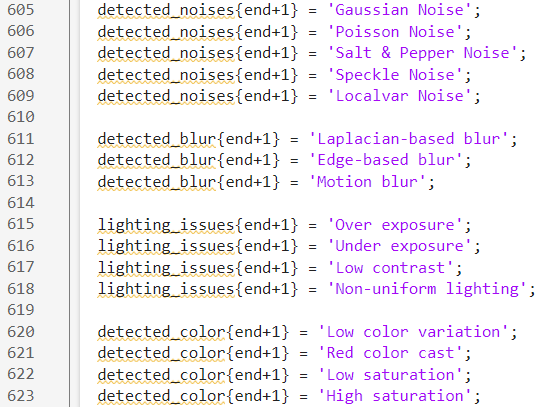 605 detected_noises{end+1} = 'Gaussian Noise';
606 detected_noises{end+1} = 'Poisson Noise';
607 detected_noises{end+1} = 'Salt & Pepper Noise';
608 detected_noises{end+1} = 'Speckle Noise';
609 detected_noises{end+1} = 'Localvar Noise';
610
611 detected_blur{end+1} = 'Laplacian-based blur';
612 detected_blur{end+1} = 'Edge-based blur';
613 detected_blur{end+1} = 'Motion blur';
614
615 lighting_issues{end+1} = 'Over exposure';
616 lighting_issues{end+1} = 'Under exposure';
617 lighting_issues{end+1} = 'Low contrast';
618 lighting_issues{end+1} = 'Non-uniform lighting';
619
620 detected_color{end+1} = 'Low color variation';
621 detected_color{end+1} = 'Red color cast';
622 detected_color{end+1} = 'Low saturation';
623 detected_color{end+1} = 'High saturation';